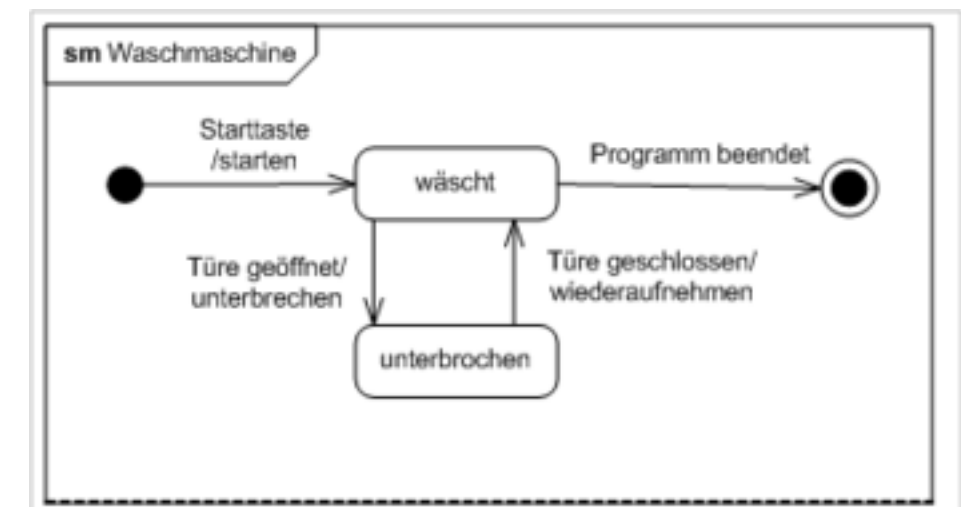 sm Waschmaschine
Starttaste
/starten
wäscht
Programm beendet
Türe geöffnet/
unterbrechen
Türe geschlossen/
wiederaufnehmen
unterbrochen